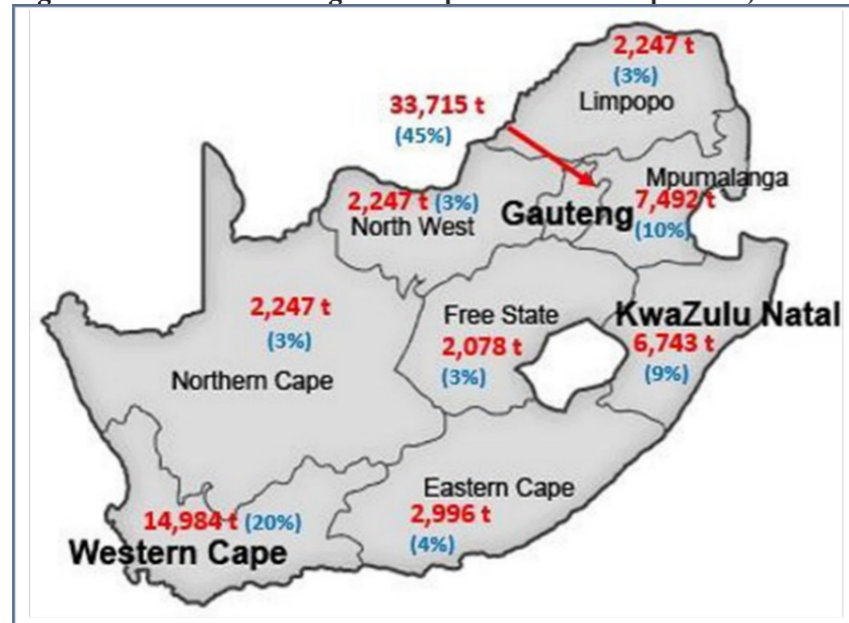 2,247 t
(3%)
Limpopo
33,715 t
(45%)
Mpumalanga
7,492 t
(10%)
2,247 t (3%)
North West
Gauteng
2,247 t
(3%)
Northern Cape
Free State
2,078 t
(3%)
KwaZulu Natal
6,743 t
(9%)
Eastern Cape
2,996 t
(4%)
14,984 t (20%)
Western Cape